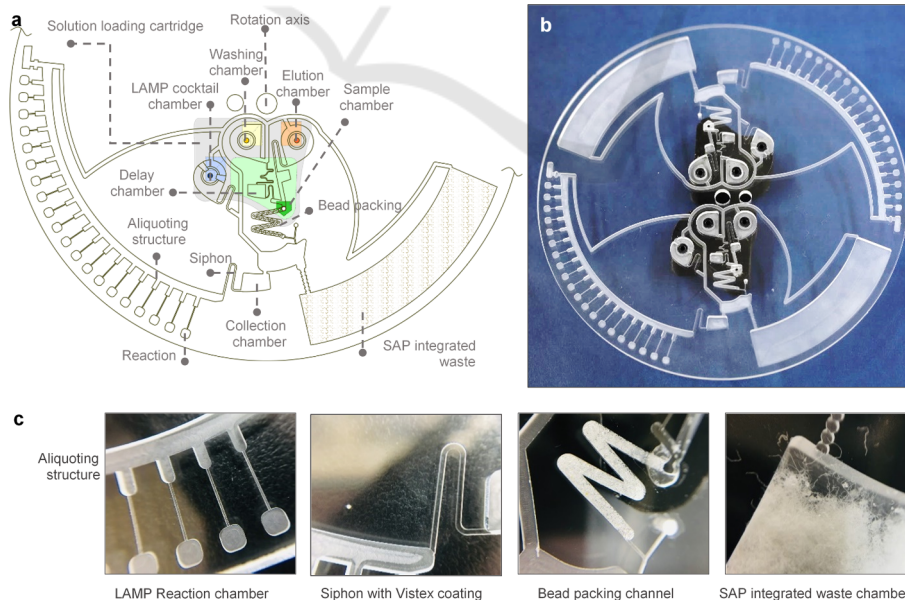 a
Solution loading cartridge
Rotation axis
Washing
chamber
Elution
chamber
LAMP cocktail
chamber
Sample
chamber
Delay
chamber
Bead packing
Aliquoting
structure
Siphon
Collection
chamber
Reaction
SAP integrated
waste
b
c
Aliquoting
structure
LAMP Reaction chamber
Siphon with Vistex coating
Bead packing channel
SAP integrated waste chamber